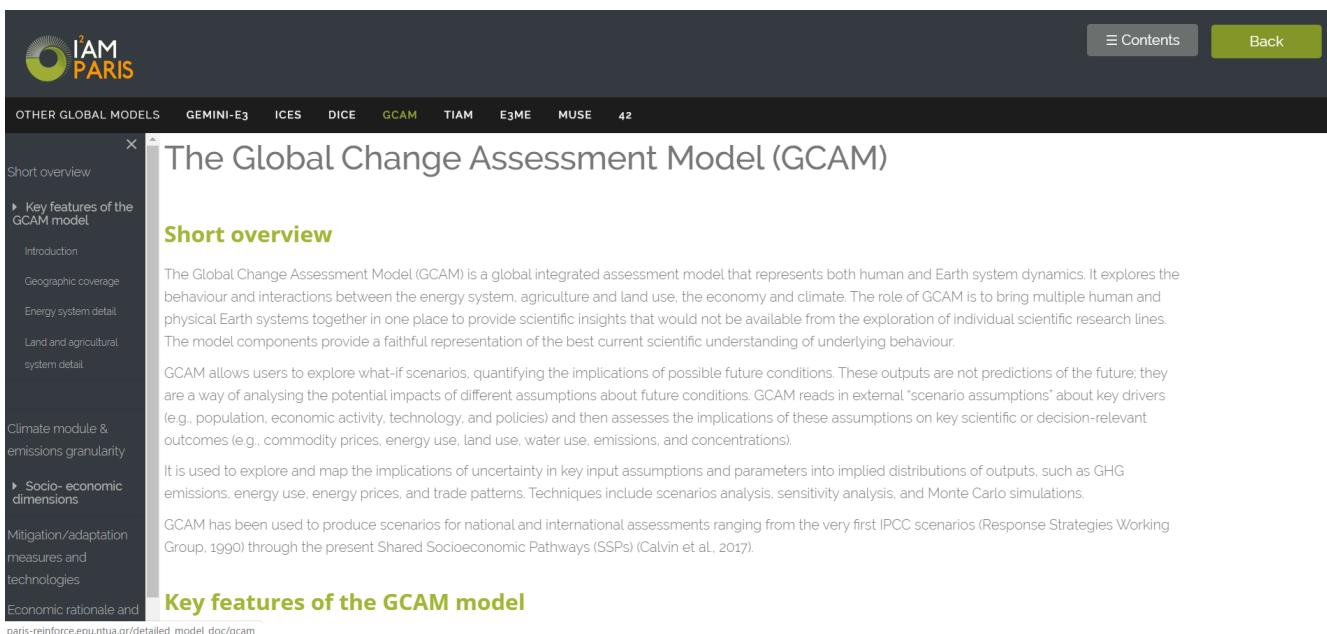 I2AM
PARIS
☰ Contents
Back
OTHER GLOBAL MODELS GEMINI-E3 ICES DICE GCAM TIAM E3ME MUSE 42
×
Short overview
Key features of the
GCAM model
Introduction
Geographic coverage
Energy system detail
Land and agricultural
system detail
Climate module &
emissions granularity
Socio- economic
dimensions
Mitigation/adaptation
measures and
technologies
Economic rationale and
The Global Change Assessment Model (GCAM)
Short overview
The Global Change Assessment Model (GCAM) is a global integrated assessment model that represents both human and Earth system dynamics. It explores the
behaviour and interactions between the energy system, agriculture and land use, the economy and climate. The role of GCAM is to bring multiple human and
physical Earth systems together in one place to provide scientific insights that would not be available from the exploration of individual scientific research lines.
The model components provide a faithful representation of the best current scientific understanding of underlying behaviour.
GCAM allows users to explore what-if scenarios, quantifying the implications of possible future conditions. These outputs are not predictions of the future; they
are a way of analysing the potential impacts of different assumptions about future conditions. GCAM reads in external “scenario assumptions” about key drivers
(e.g., population, economic activity, technology, and policies) and then assesses the implications of these assumptions on key scientific or decision-relevant
outcomes (e.g., commodity prices, energy use, land use, water use, emissions, and concentrations).
It is used to explore and map the implications of uncertainty in key input assumptions and parameters into implied distributions of outputs, such as GHG
emissions, energy use, energy prices, and trade patterns. Techniques include scenarios analysis, sensitivity analysis, and Monte Carlo simulations.
GCAM has been used to produce scenarios for national and international assessments ranging from the very first IPCC scenarios (Response Strategies Working
Group, 1990) through the present Shared Socioeconomic Pathways (SSPs) (Calvin et al., 2017).
Key features of the GCAM model
paris-reinforce.epu.ntua.gr/detailed_model_doc/gcam